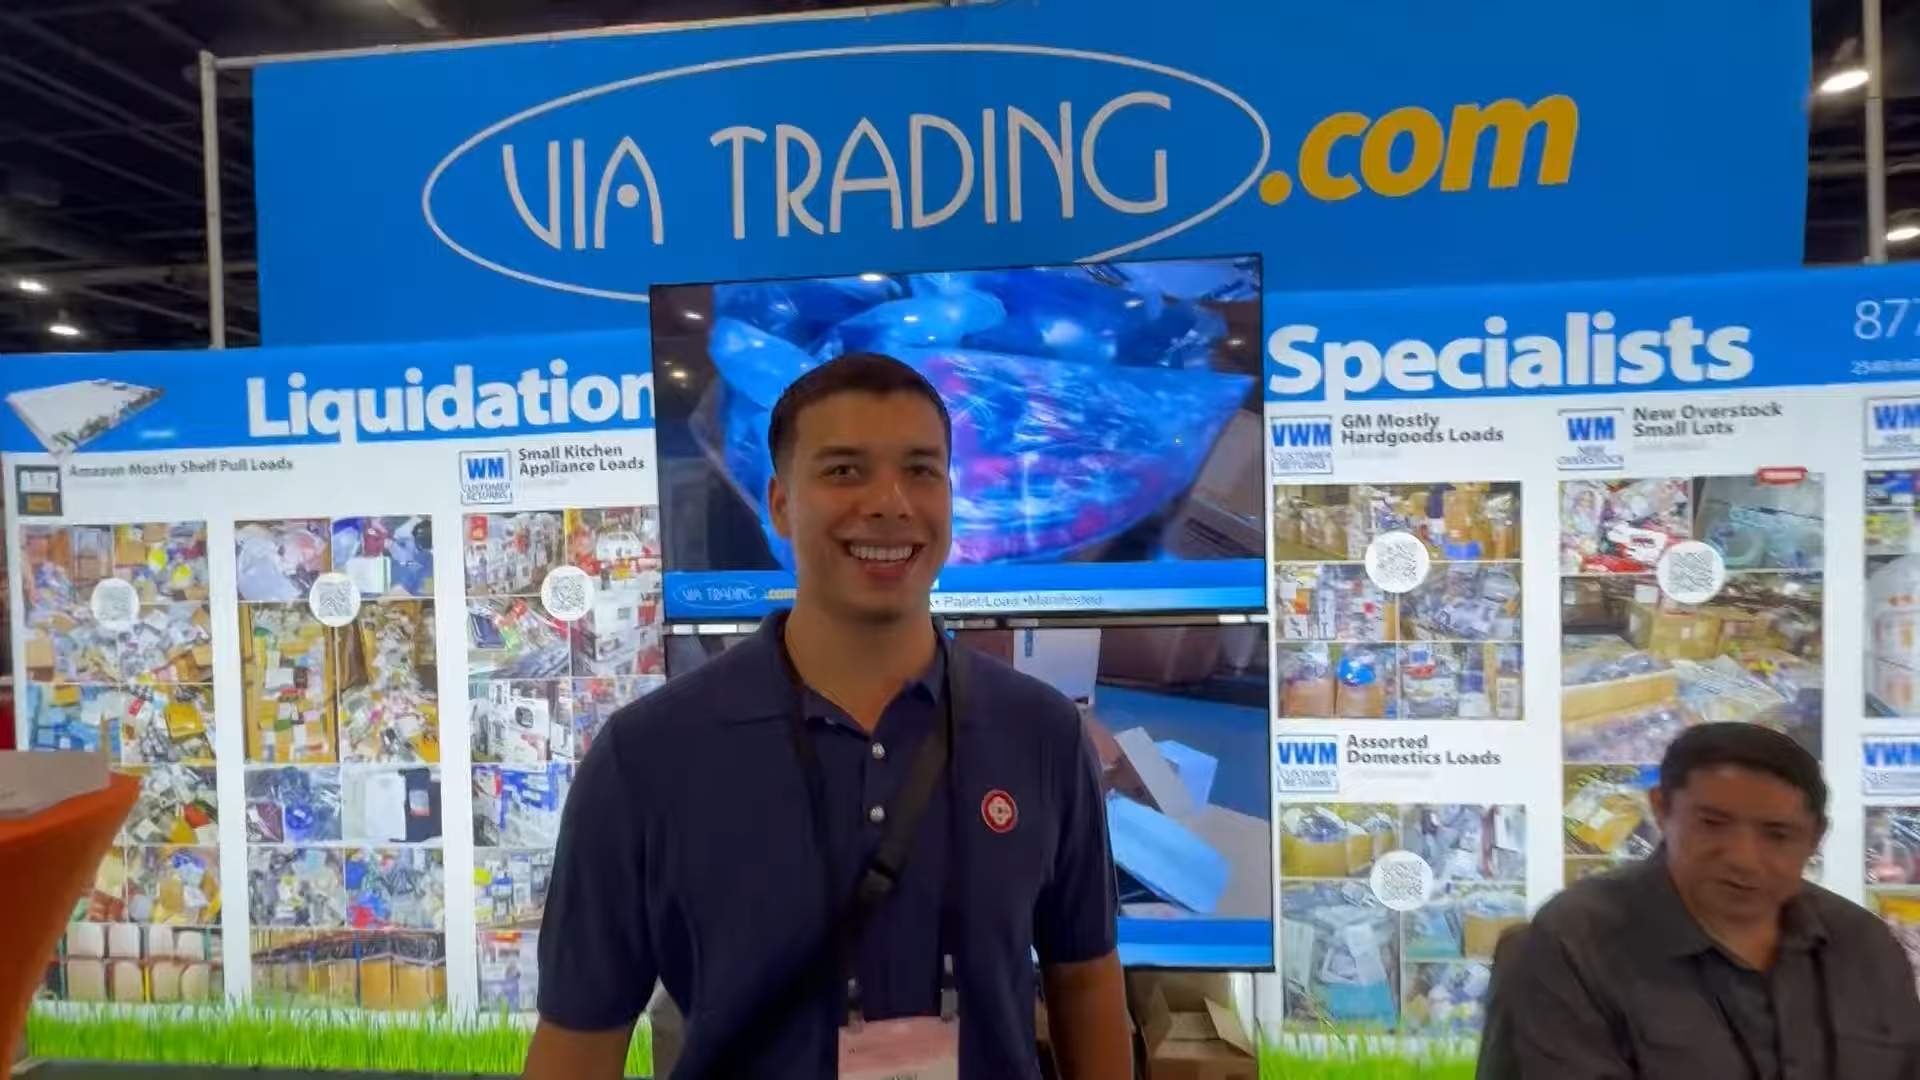 VIA TRADING.com
Liquidation Specialists
877
Amazon Mostly Shelf Pull Loads
WM
CUSTOMER
RETURNS
Small Kitchen
Appliance Loads
VWM
CUSTOMER
RETURNS
GM Mostly
Hardgoods Loads
WM
NEW
OVERSTOCK
New Overstock
Small Lots
WM
VIA TRADING.com
• Pallet/Load •Manifested
VWM
CUSTOMER
RETURNS
Assorted
Domestics Loads
VWM